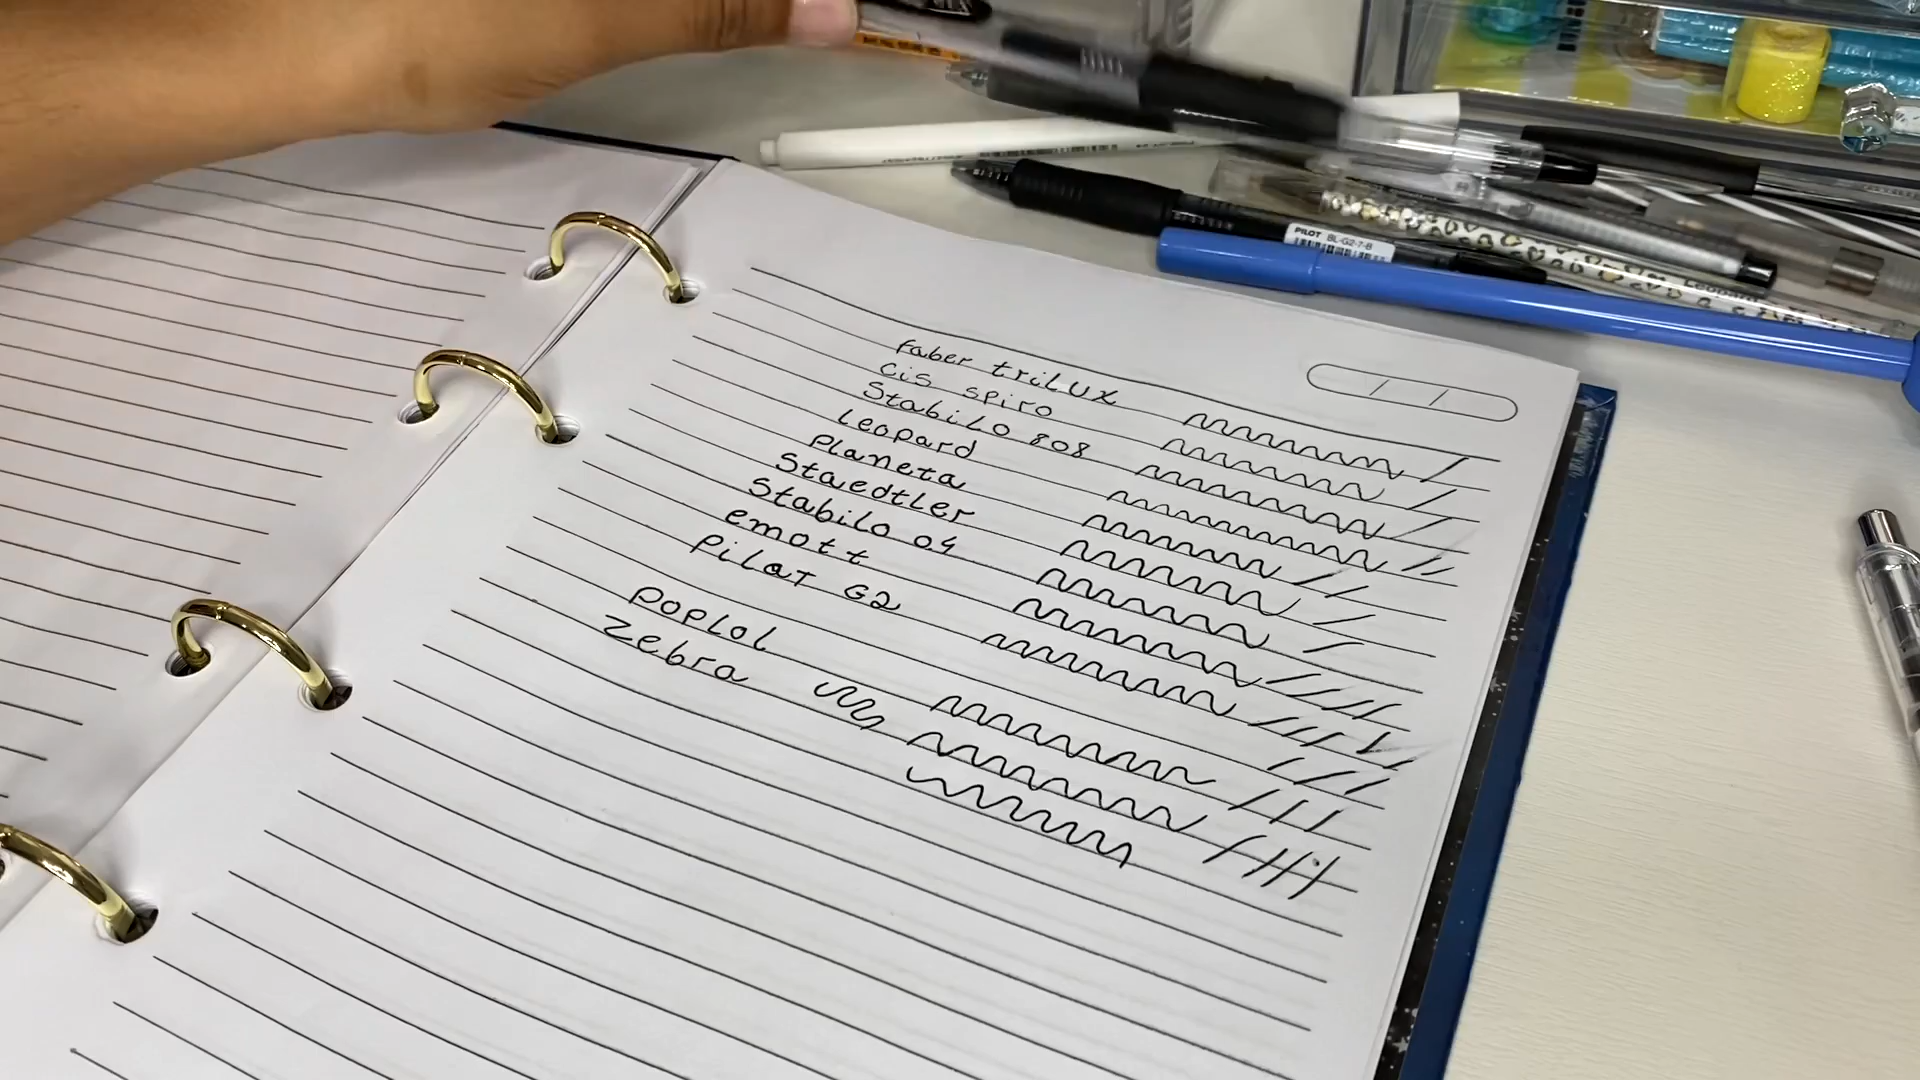 faber triLUX
Cis spiro
StabiLo 808
Leopard
PLaneta
StaedtLer
Stabilo 04
emott
PiLOT G2
POPLOL
Zebra
PILOT BL-G2-7-B
Leopard